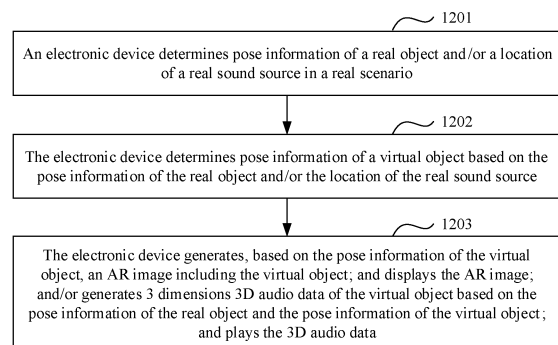 1201
An electronic device determines pose information of a real object and/or a location
of a real sound source in a real scenario
1202
The electronic device determines pose information of a virtual object based on the
pose information of the real object and/or the location of the real sound source
1203
The electronic device generates, based on the pose information of the virtual
object, an AR image including the virtual object; and displays the AR image;
and/or generates 3 dimensions 3D audio data of the virtual object based on the
pose information of the real object and the pose information of the virtual object;
and plays the 3D audio data